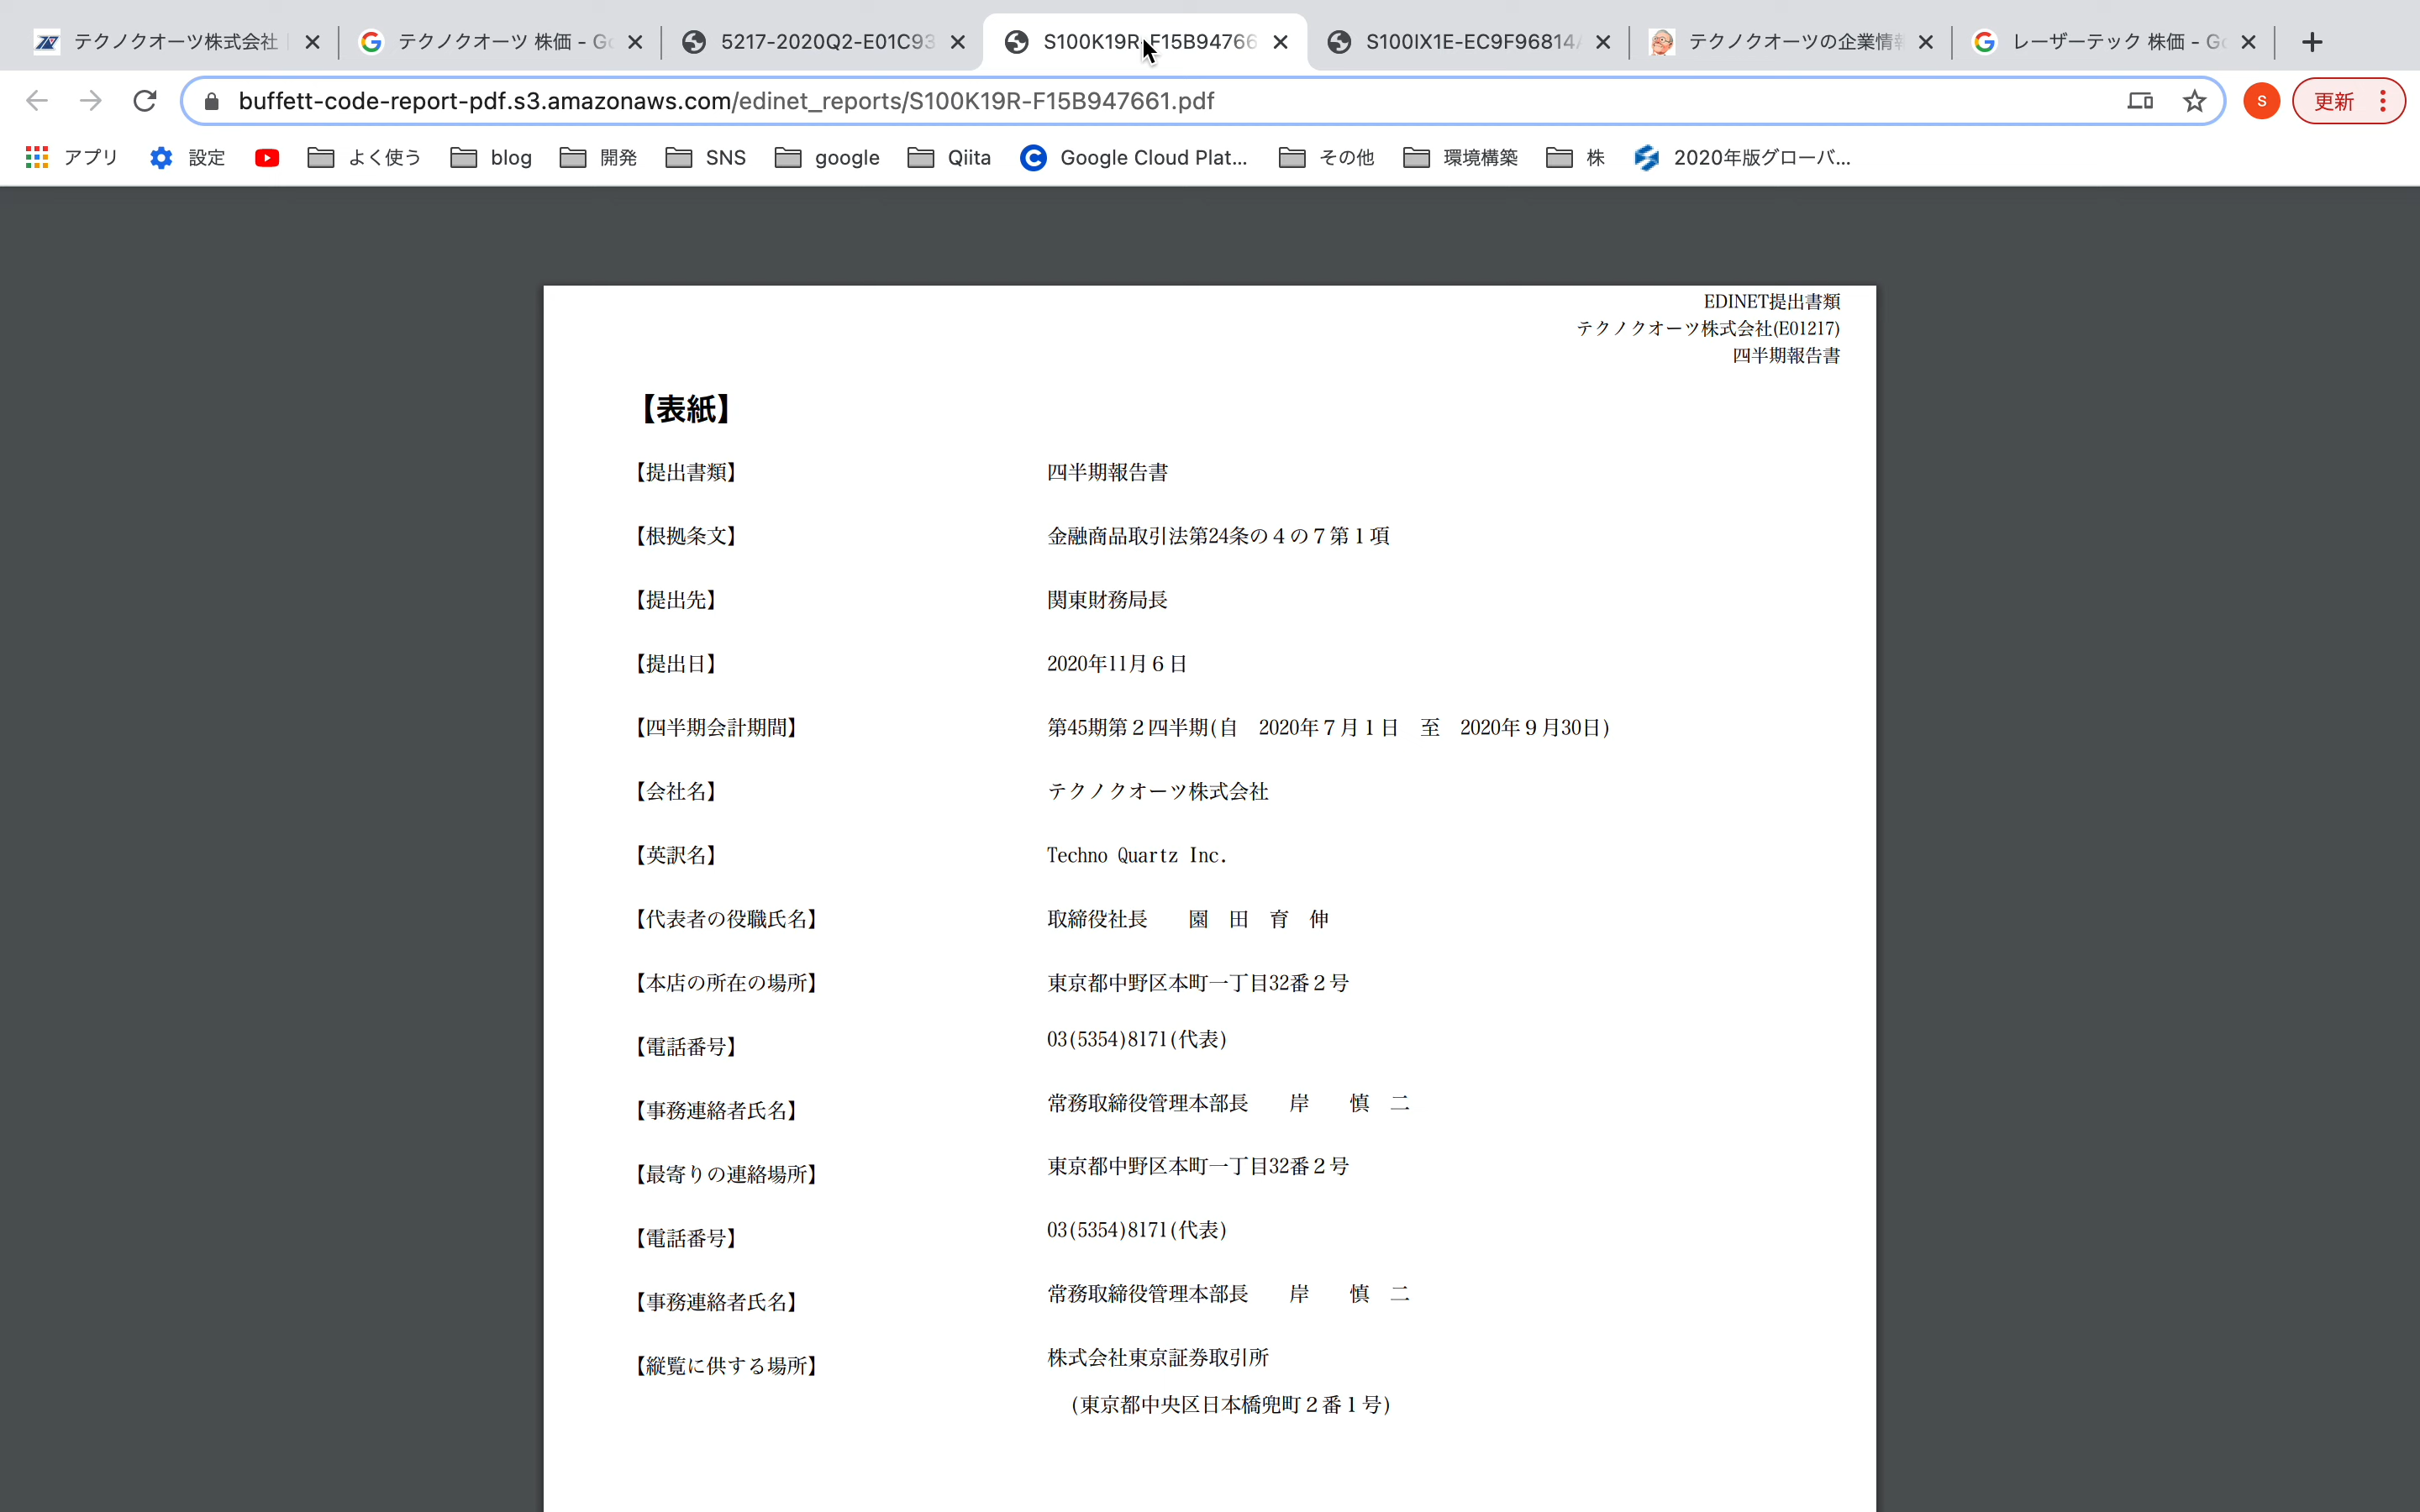 テクノクオーツ株式会社
テクノクオーツ 株価 - Go
5217-2020Q2-E01C93
S100K19R-F15B94766
S100IX1E-EC9F96814
テクノクオーツの企業情報
レーザーテック 株価 - G
buffett-code-report-pdf.s3.amazonaws.com/edinet_reports/S100K19R-F15B947661.pdf
S
更新
アプリ
設定
よく使う
blog
開発
SNS
google
Qiita
Google Cloud Plat...
その他
環境構築
株
2020年版グローバ...
EDINET提出書類
テクノクオーツ株式会社(E01217)
四半期報告書
【表紙】
【提出書類】 四半期報告書
【根拠条文】 金融商品取引法第24条の４の７第１項
【提出先】 関東財務局長
【提出日】 2020年11月６日
【四半期会計期間】 第45期第２四半期(自　2020年７月１日　至　2020年９月30日)
【会社名】 テクノクオーツ株式会社
【英訳名】 Techno Quartz Inc.
【代表者の役職氏名】 取締役社長　　園　田　育　伸
【本店の所在の場所】 東京都中野区本町一丁目32番２号
【電話番号】 03(5354)8171(代表)
【事務連絡者氏名】 常務取締役管理本部長　　岸　　慎　二
【最寄りの連絡場所】 東京都中野区本町一丁目32番２号
【電話番号】 03(5354)8171(代表)
【事務連絡者氏名】 常務取締役管理本部長　　岸　　慎　二
【縦覧に供する場所】 株式会社東京証券取引所
(東京都中央区日本橋兜町２番１号)